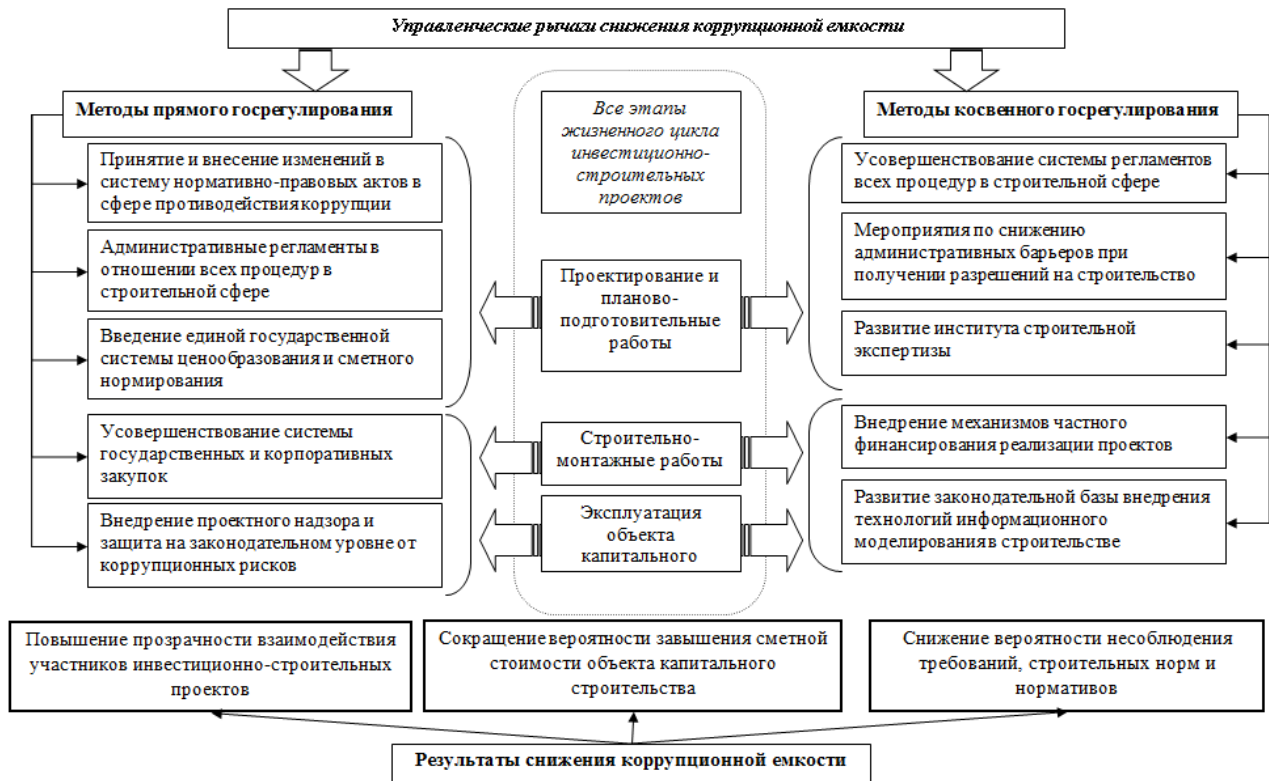 Управленческие рычаги снижения коррупционной емкости
Методы прямого госрегулирования
Принятие и внесение изменений в
систему нормативно-правовых актов в
сфере противодействия коррупции
Административные регламенты в
отношении всех процедур в
строительной сфере
Введение единой государственной
системы ценообразования и сметного
нормирования
Усовершенствование системы
государственных и корпоративных
закупок
Внедрение проектного надзора и
защита на законодательном уровне от
коррупционных рисков
Все этапы
жизненного цикла
инвестиционно-
строительных
проектов
Проектирование и
планово-
подготовительные
работы
Строительно-
монтажные работы
Эксплуатация
объекта
капитального
Методы косвенного госрегулирования
Усовершенствование системы регламентов
всех процедур в строительной сфере
Мероприятия по снижению
административных барьеров при
получении разрешений на строительство
Развитие института строительной
экспертизы
Внедрение механизмов частного
финансирования реализации проектов
Развитие законодательной базы внедрения
технологий информационного
моделирования в строительстве
Повышение прозрачности взаимодействия
участников инвестиционно-строительных
проектов
Сокращение вероятности завышения сметной
стоимости объекта капитального
строительства
Снижение вероятности несоблюдения
требований, строительных норм и
нормативов
Результаты снижения коррупционной емкости